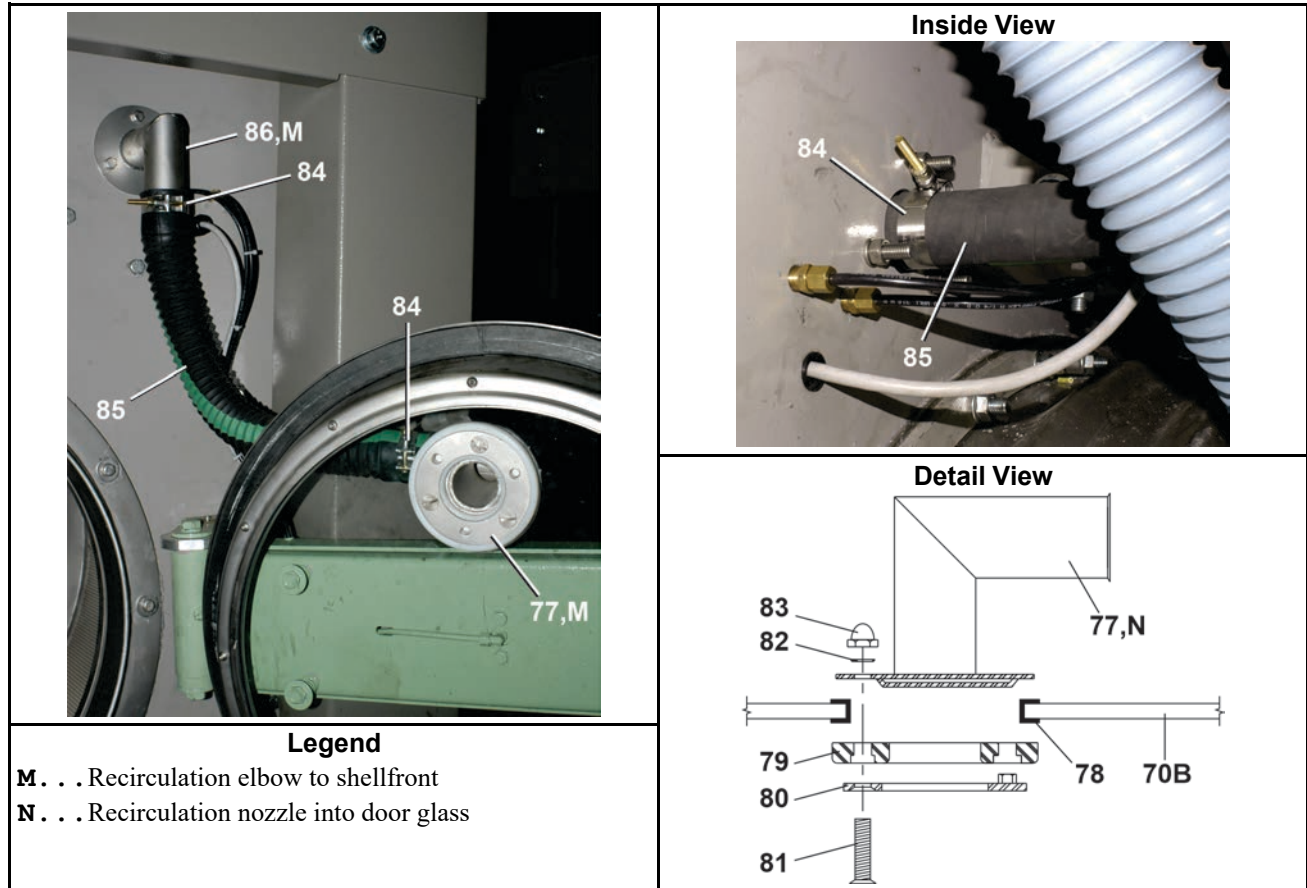 86,M
84
84
85
77,M
Legend
M...Recirculation elbow to shellfront
N...Recirculation nozzle into door glass
Inside View
84
85
Detail View
83
82
77,N
79
78
70B
80
81